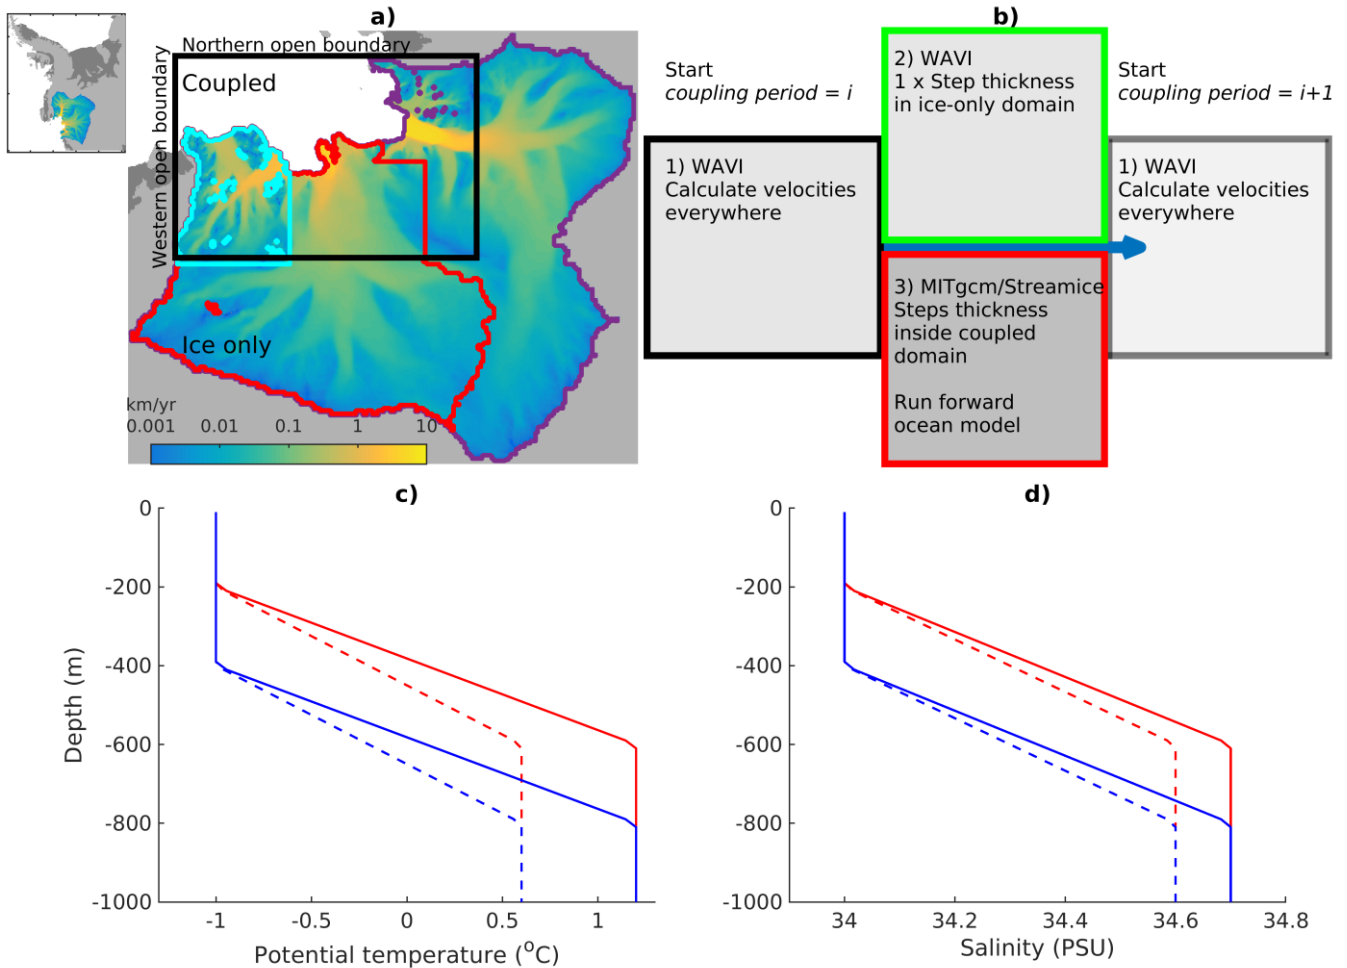 a)
Northern open boundary
Western open boundary
Coupled
Ice only
km/yr
0.001 0.01 0.1 1 10
b)
Start
coupling period = i
1) WAVI
Calculate velocities
everywhere
2) WAVI
1 x Step thickness
in ice-only domain
3) MITgcm/Streamice
Steps thickness
inside coupled
domain
Run forward
ocean model
Start
coupling period = i+1
1) WAVI
Calculate velocities
everywhere
c)
0
-200
-400
-600
-800
-1000
Depth (m)
-1 -0.5 0 0.5 1
Potential temperature (°C)
d)
0
-200
-400
-600
-800
-1000
34 34.2 34.4 34.6 34.8
Salinity (PSU)